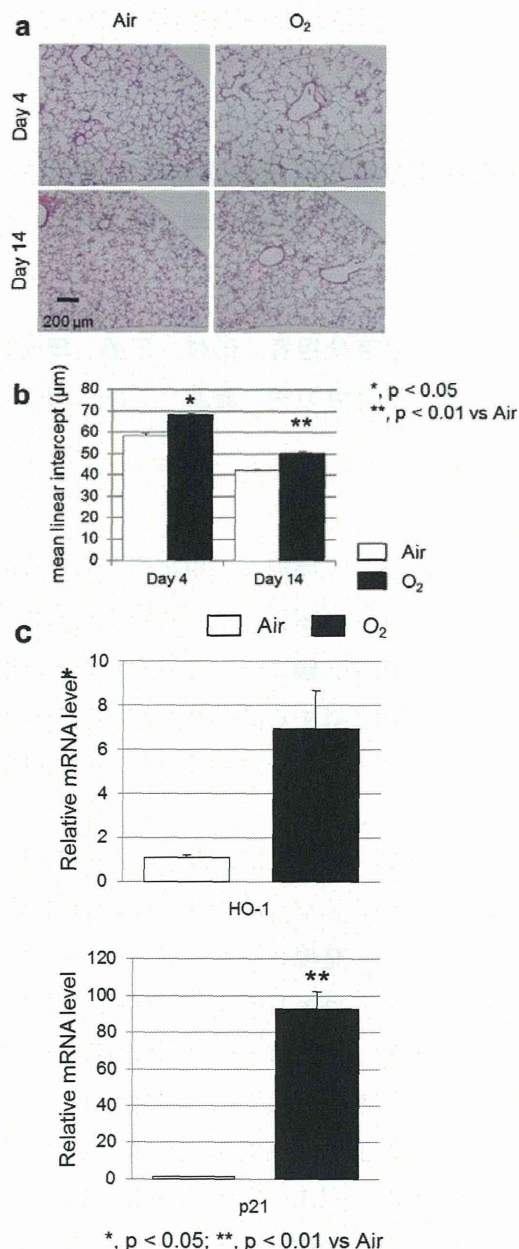 a
Air O₂
Day 4
Day 14
200 µm
b
mean linear intercept (µm)
80
70
60
50
40
30
20
10
0
*
**
Day 4 Day 14
*, p < 0.05
**, p < 0.01 vs Air
Air
O₂
c
Air O₂
Relative mRNA level*
10
8
6
4
2
0
HO-1
Relative mRNA level
120
100
80
60
40
20
0
**
p21
*, p < 0.05; **, p < 0.01 vs Air